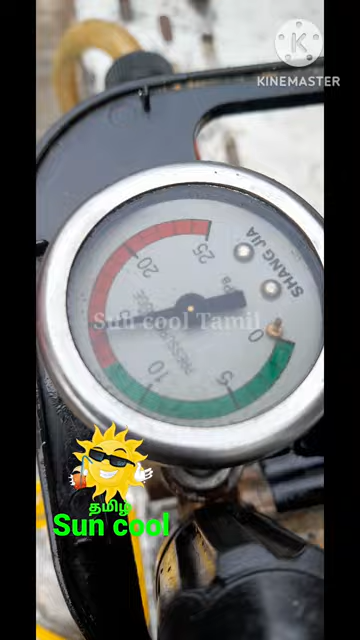 KINEMASTER
SHANG JIA
25
20
Sun cool Tamil
0
10
5
தமிழ்
Sun cool